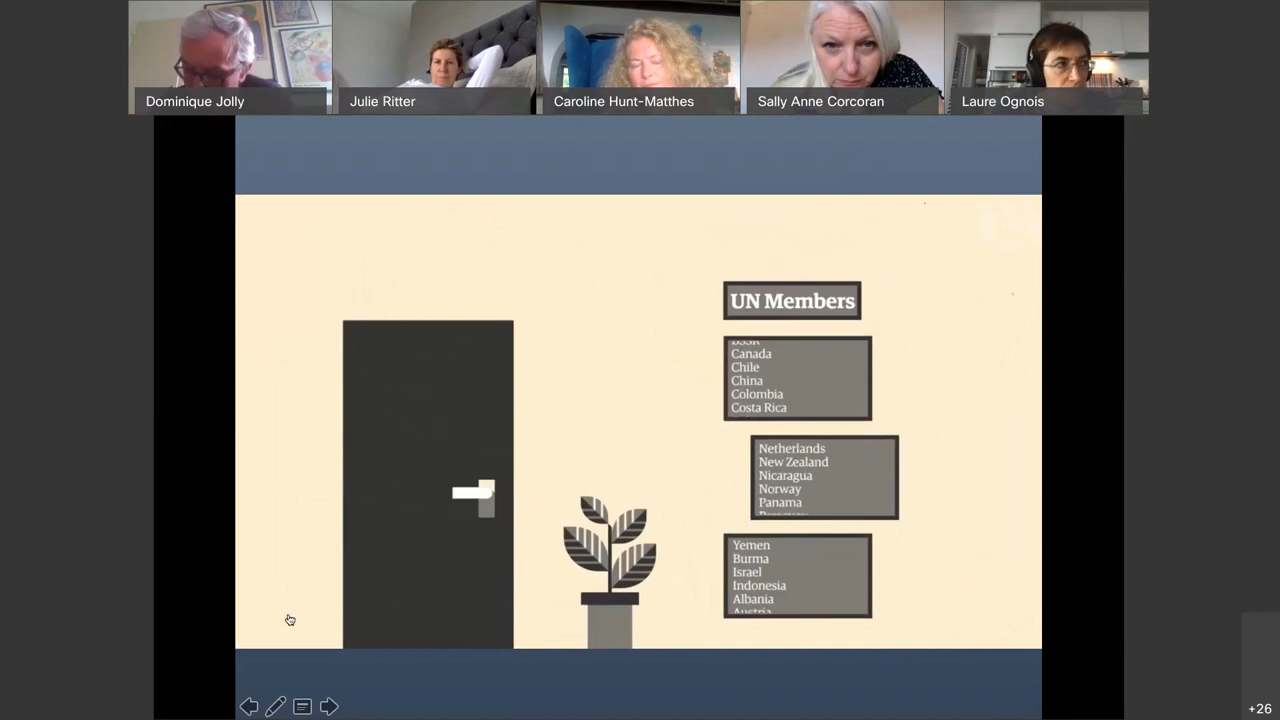 Dominique Jolly
Julie Ritter
Caroline Hunt-Matthes
Sally Anne Corcoran
Laure Ognois
UN Members
Canada
Chile
China
Colombia
Costa Rica
Netherlands
New Zealand
Nicaragua
Norway
Panama
Yemen
Burma
Israel
Indonesia
Albania
Austria
+26